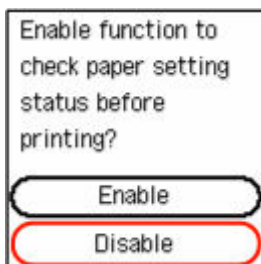 Enable function to
check paper setting
status before
printing?
Enable
Disable